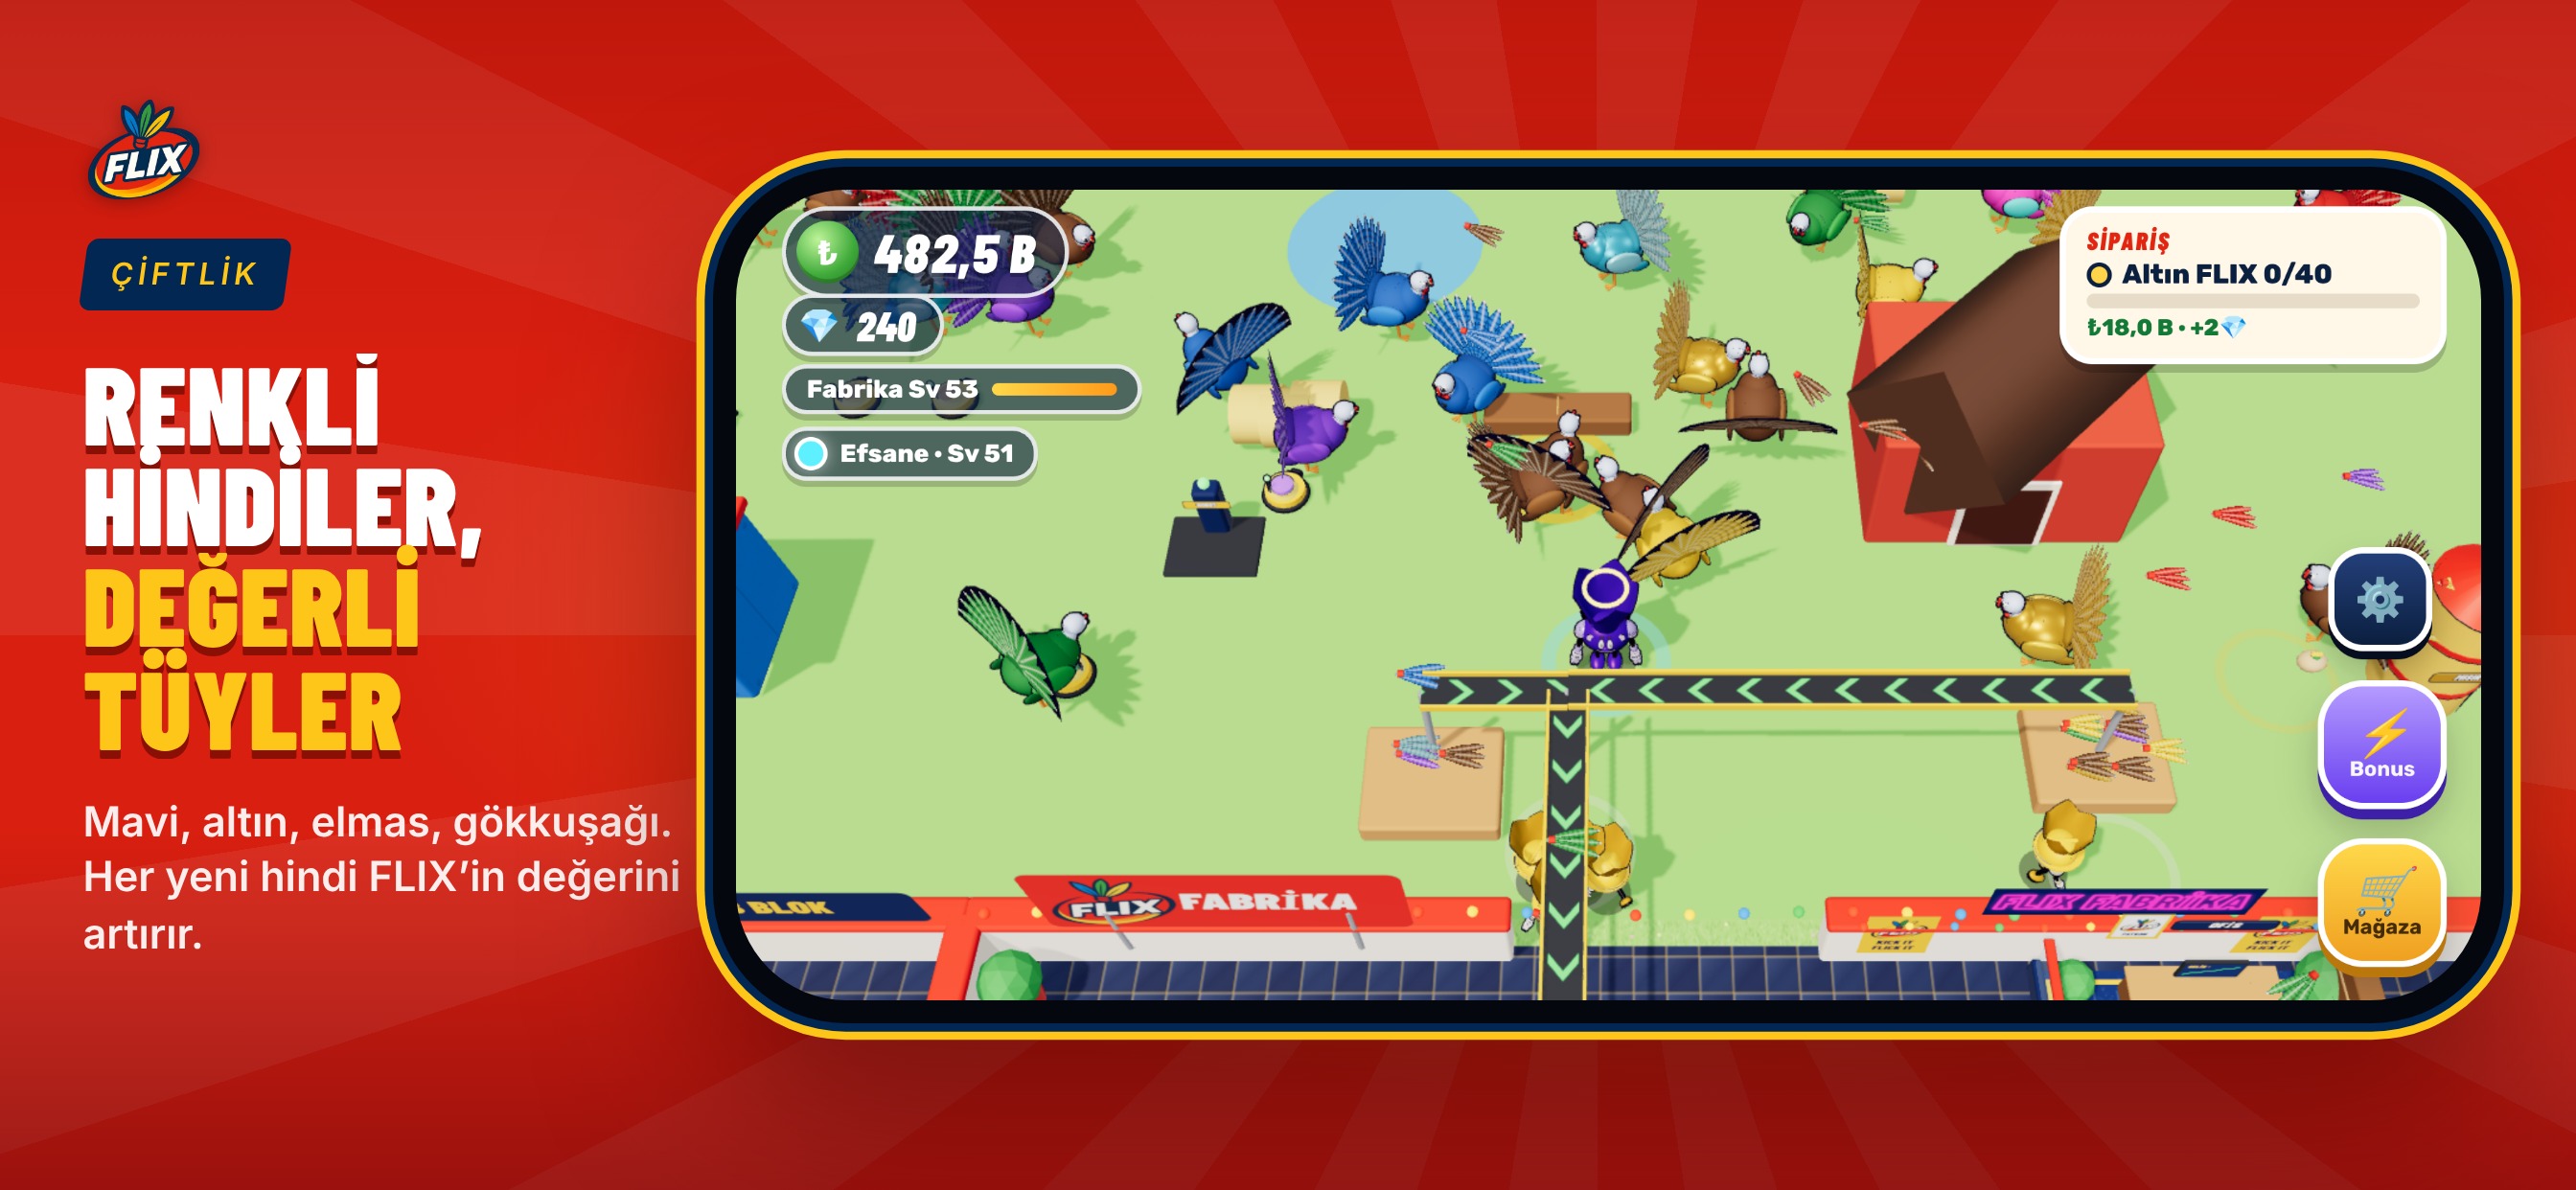 FLIX
ÇİFTLİK
RENKLİ
HİNDİLER,
DEĞERLİ
TÜYLER
Mavi, altın, elmas, gökkuşağı.
Her yeni hindi FLIX’in değerini
artırır.
₺ 482,5 B
240
Fabrika Sv 53
Efsane • Sv 51
SİPARİŞ
Altın FLIX 0/40
₺18,0 B • +2
Bonus
Mağaza
BLOK
FLIX FABRİKA
FLIX FABRİKA
OFİS